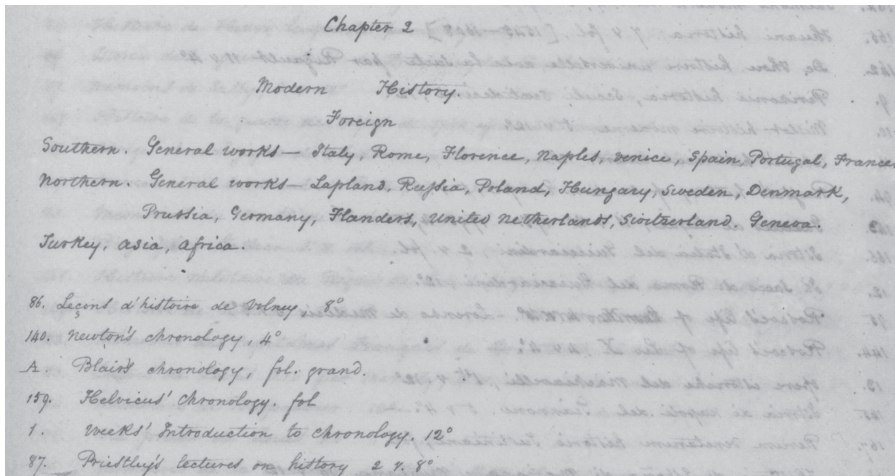 Chapter 2
Modern History.
Foreign
Southern. General works — Italy, Rome, Florence, Naples, Venice, Spain, Portugal, France
Northern. General works — Lapland, Russia, Poland, Hungary, Sweden, Denmark,
Prussia, Germany, Flanders, United Netherlands, Switzerland. Geneva.
Turkey, Asia, Africa.
86. Leçons d'histoire de Volney, 8°
140. Newton's chronology, 4°
A. Blair's chronology, fol. grand.
159. Helvicus' chronology. fol
1. Weeks' Introduction to chronology. 12°
87. Priestley's lectures on history 2 v. 8°